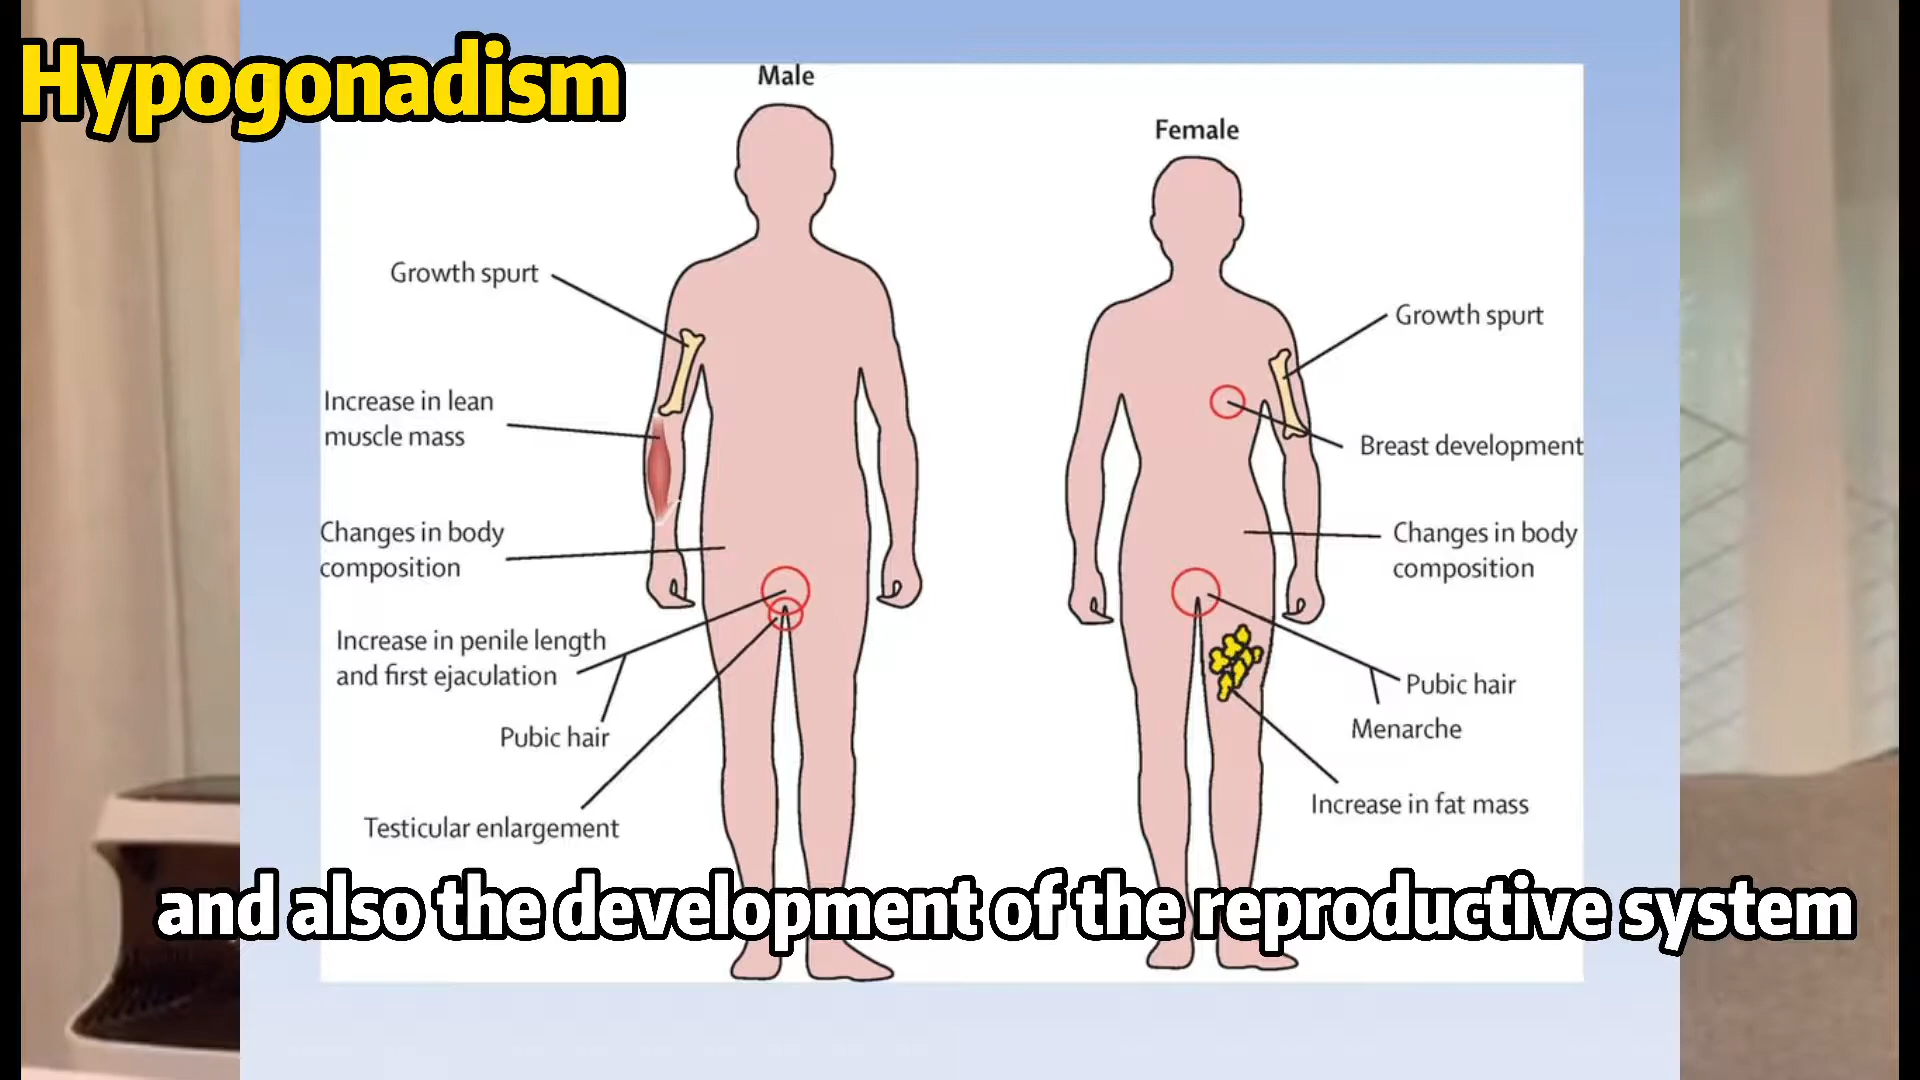 Hypogonadism
Male
Female
Growth spurt
Increase in lean
muscle mass
Changes in body
composition
Increase in penile length
and first ejaculation
Pubic hair
Testicular enlargement
Growth spurt
Breast development
Changes in body
composition
Pubic hair
Menarche
Increase in fat mass
and also the development of the reproductive system